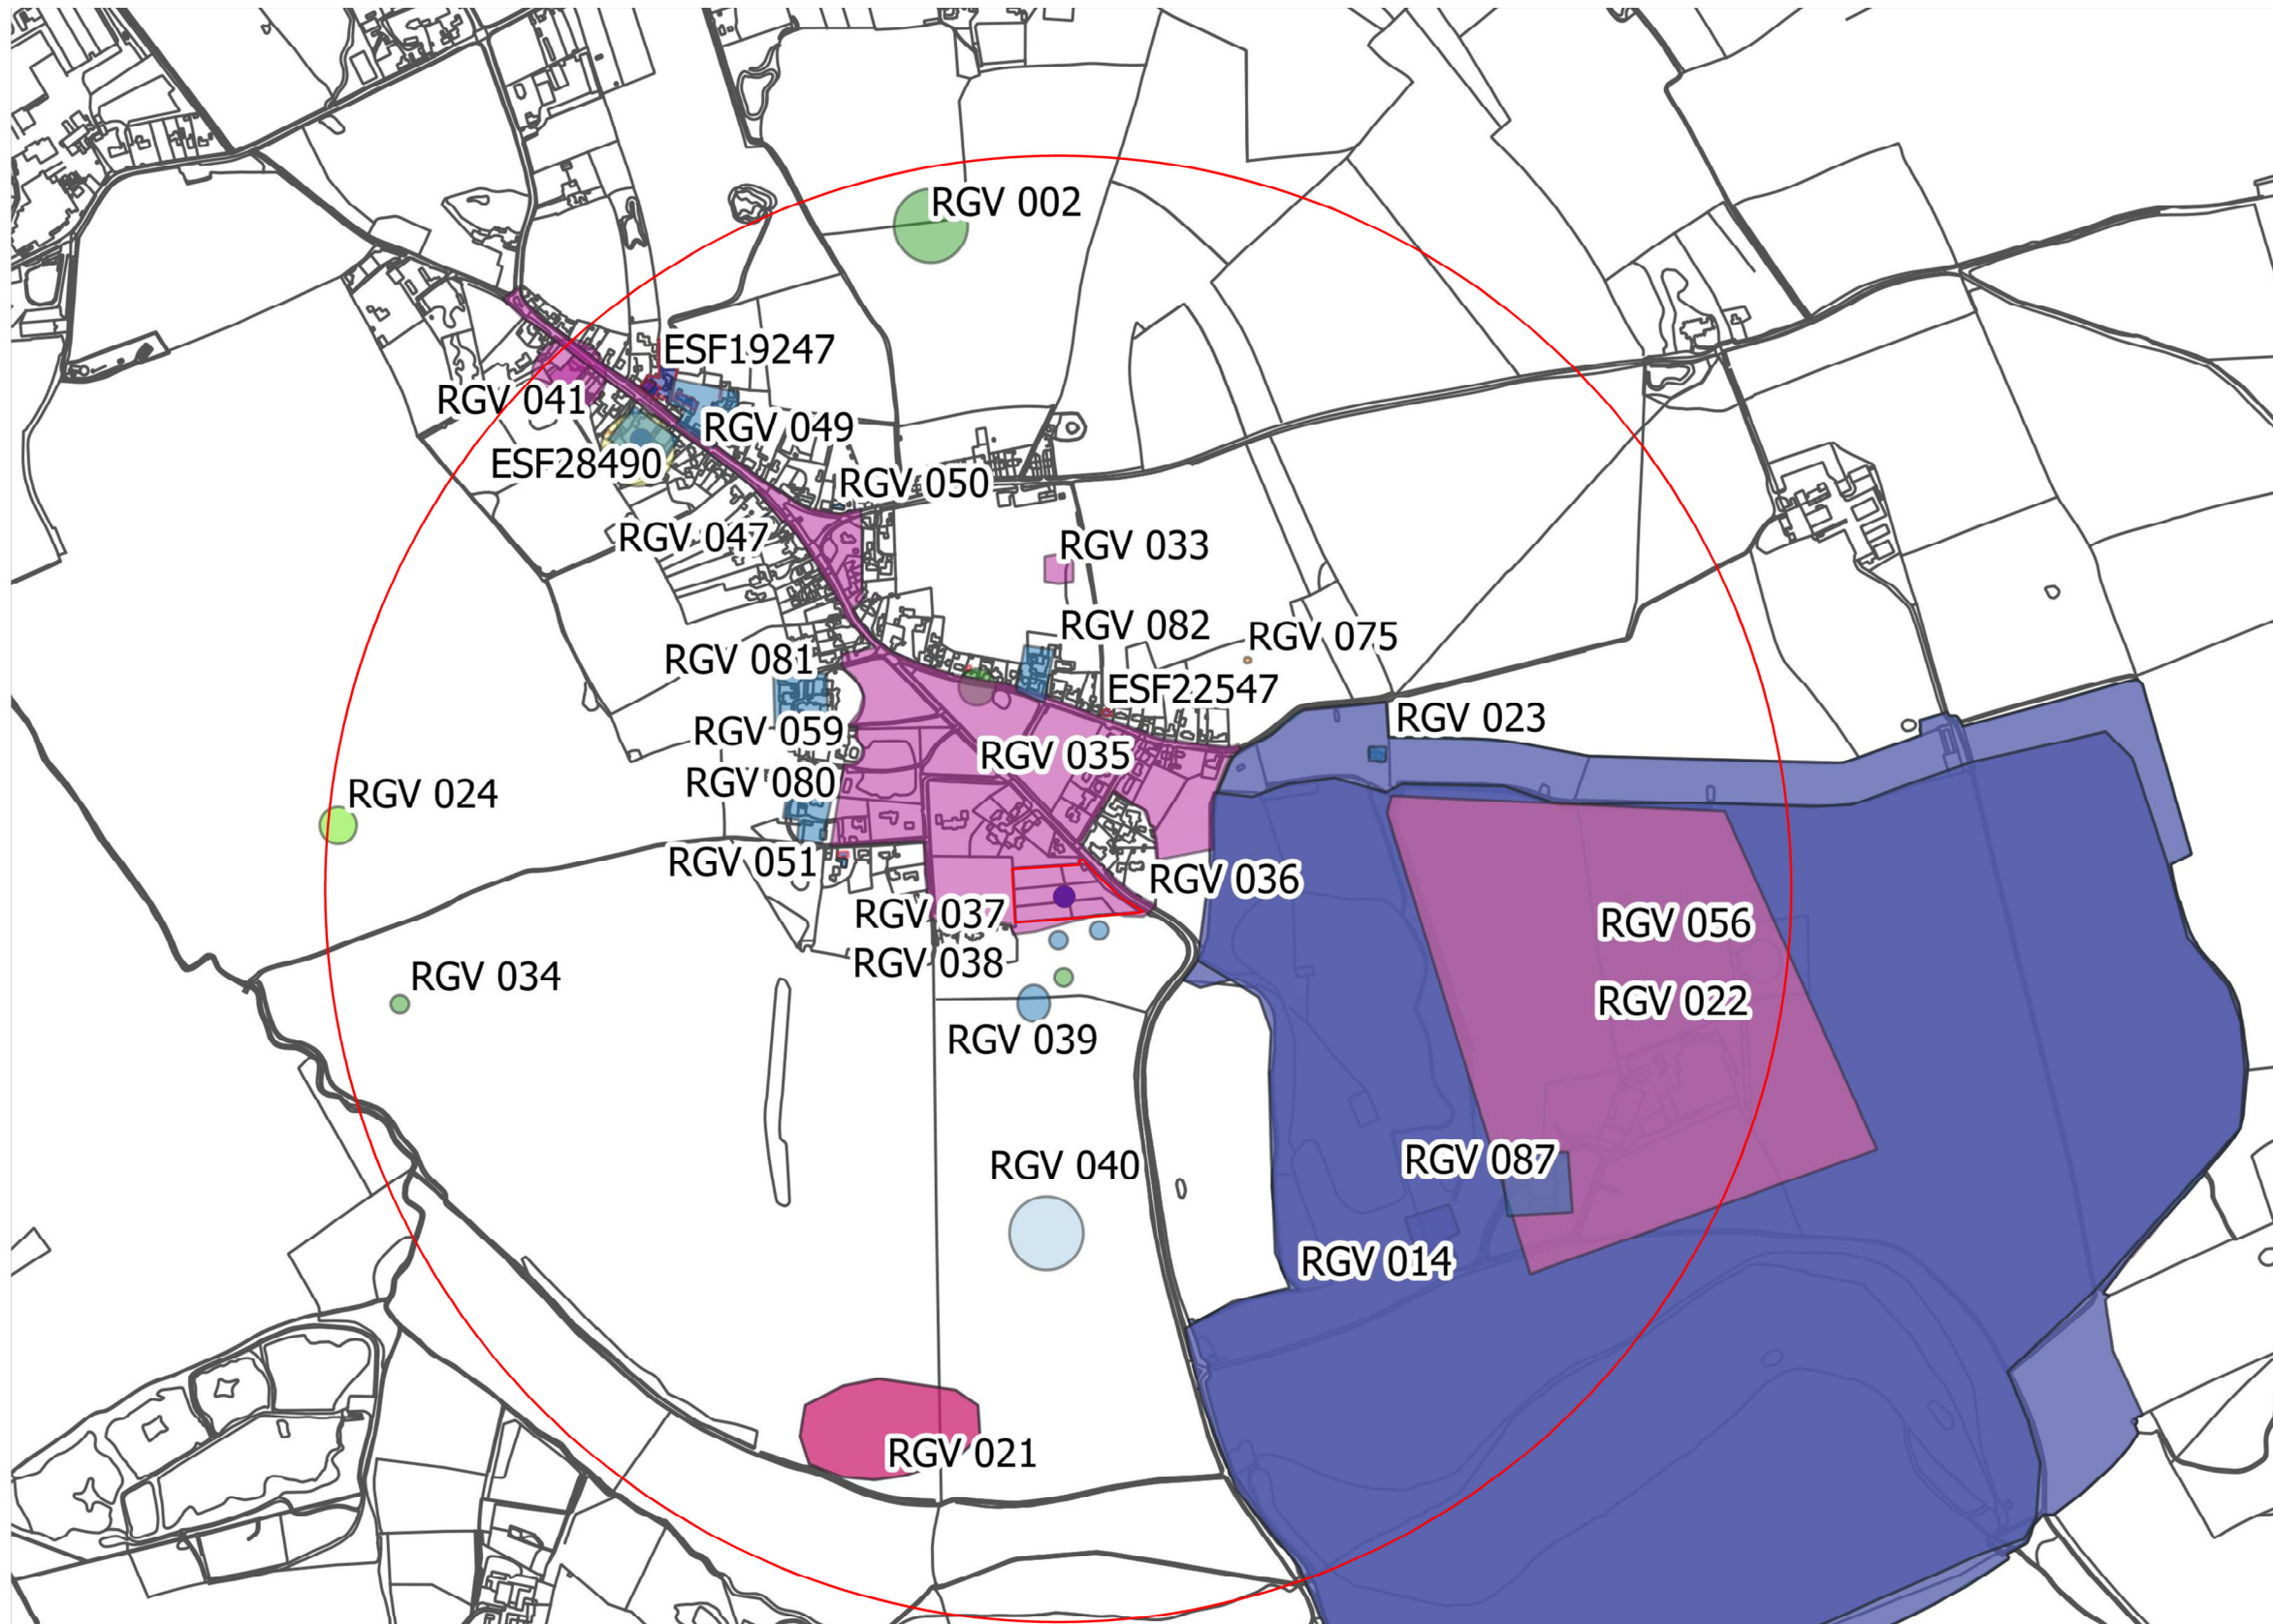 RGV 002
ESF19247
RGV 041
RGV 049
ESF28490
RGV 050
RGV 047
RGV 033
RGV 082
RGV 075
RGV 081
ESF22547
RGV 023
RGV 059
RGV 035
RGV 080
RGV 024
RGV 051
RGV 036
RGV 037
RGV 056
RGV 038
RGV 034
RGV 022
RGV 039
RGV 087
RGV 040
RGV 014
RGV 021